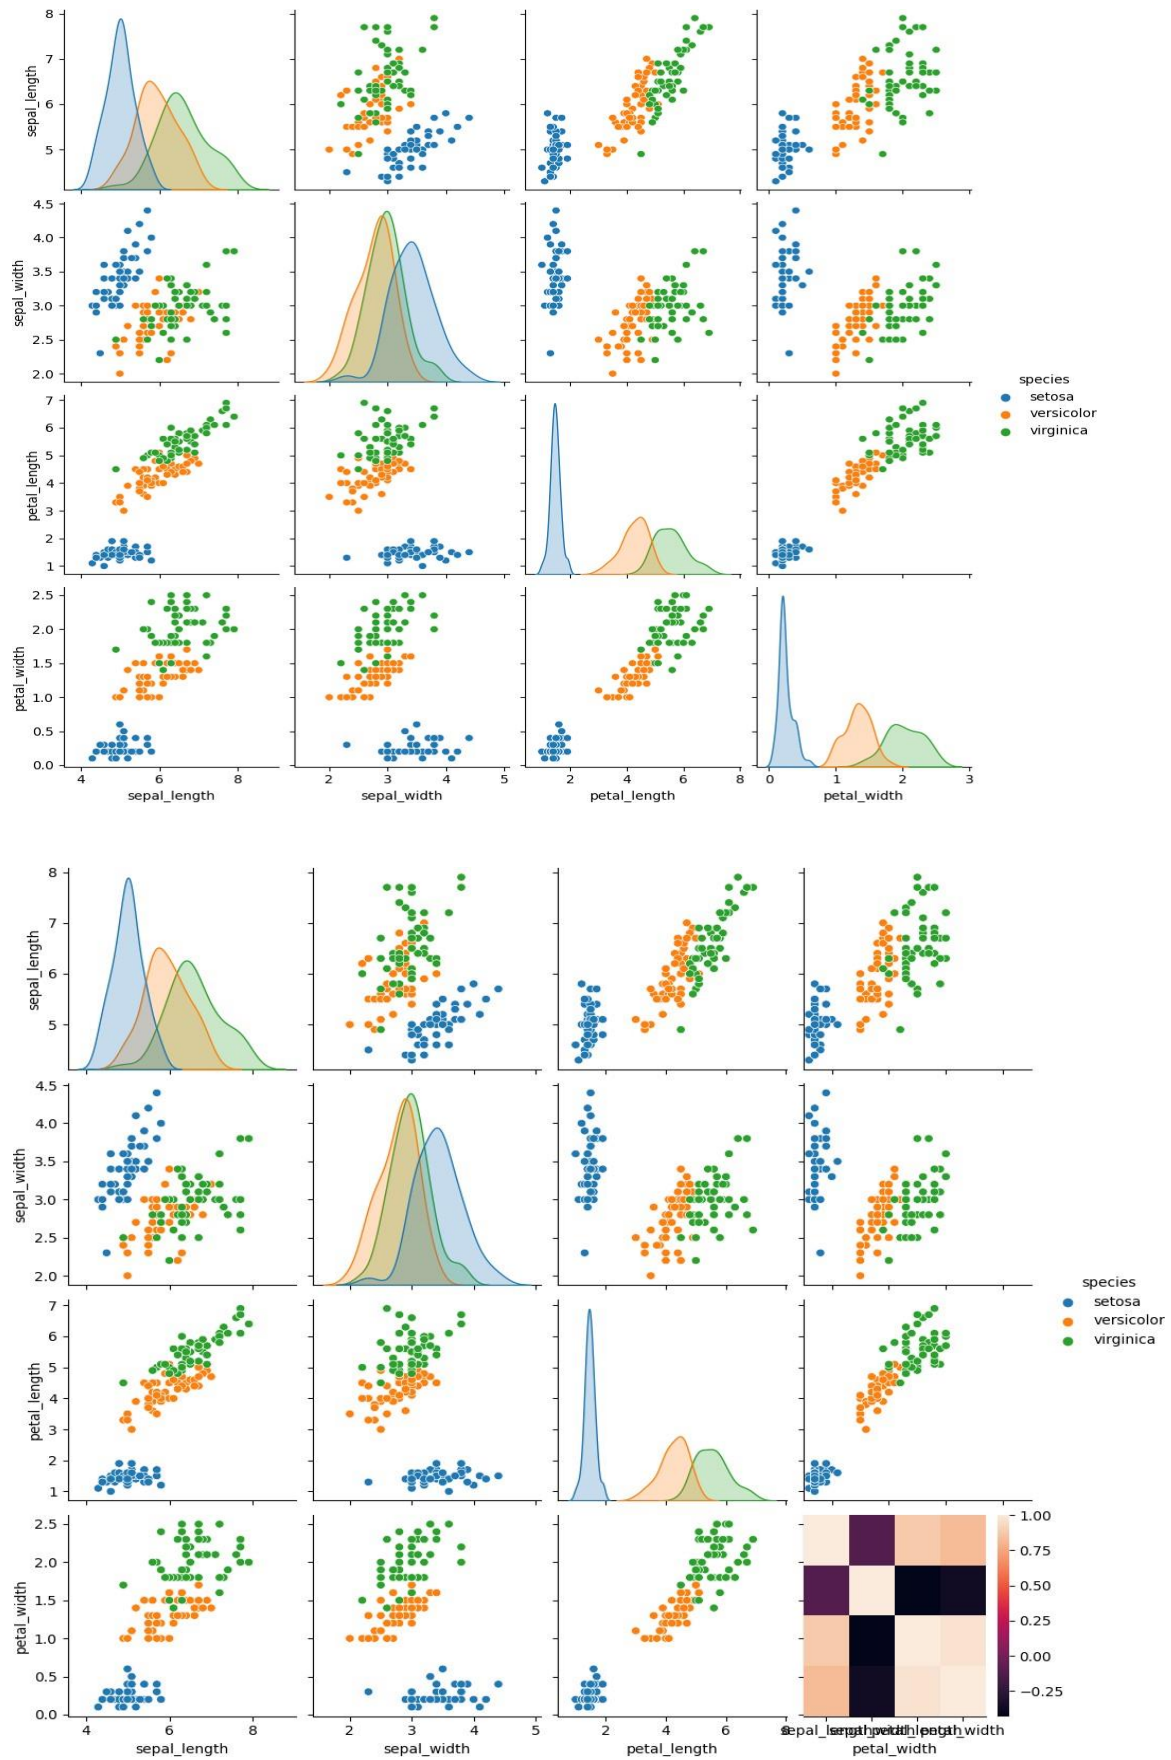 8
7
6
5
sepal_length
4.5
4.0
3.5
3.0
2.5
2.0
sepal_width
species
setosa
versicolor
virginica
7
6
5
4
3
2
1
petal_length
2.5
2.0
1.5
1.0
0.5
0.0
petal_width
4 6 8 2 3 4 5 2 4 6 8 0 1 2 3
sepal_length sepal_width petal_length petal_width
8
7
6
5
sepal_length
4.5
4.0
3.5
3.0
2.5
2.0
sepal_width
species
setosa
versicolor
virginica
7
6
5
4
3
2
1
petal_length
2.5
2.0
1.5
1.0
0.5
0.0
petal_width
1.00
0.75
0.50
0.25
0.00
−0.25
4 6 8 2 3 4 5 2 4 6 8 sepal_length sepal_width petal_length petal_width
sepal_length sepal_width petal_length petal_width